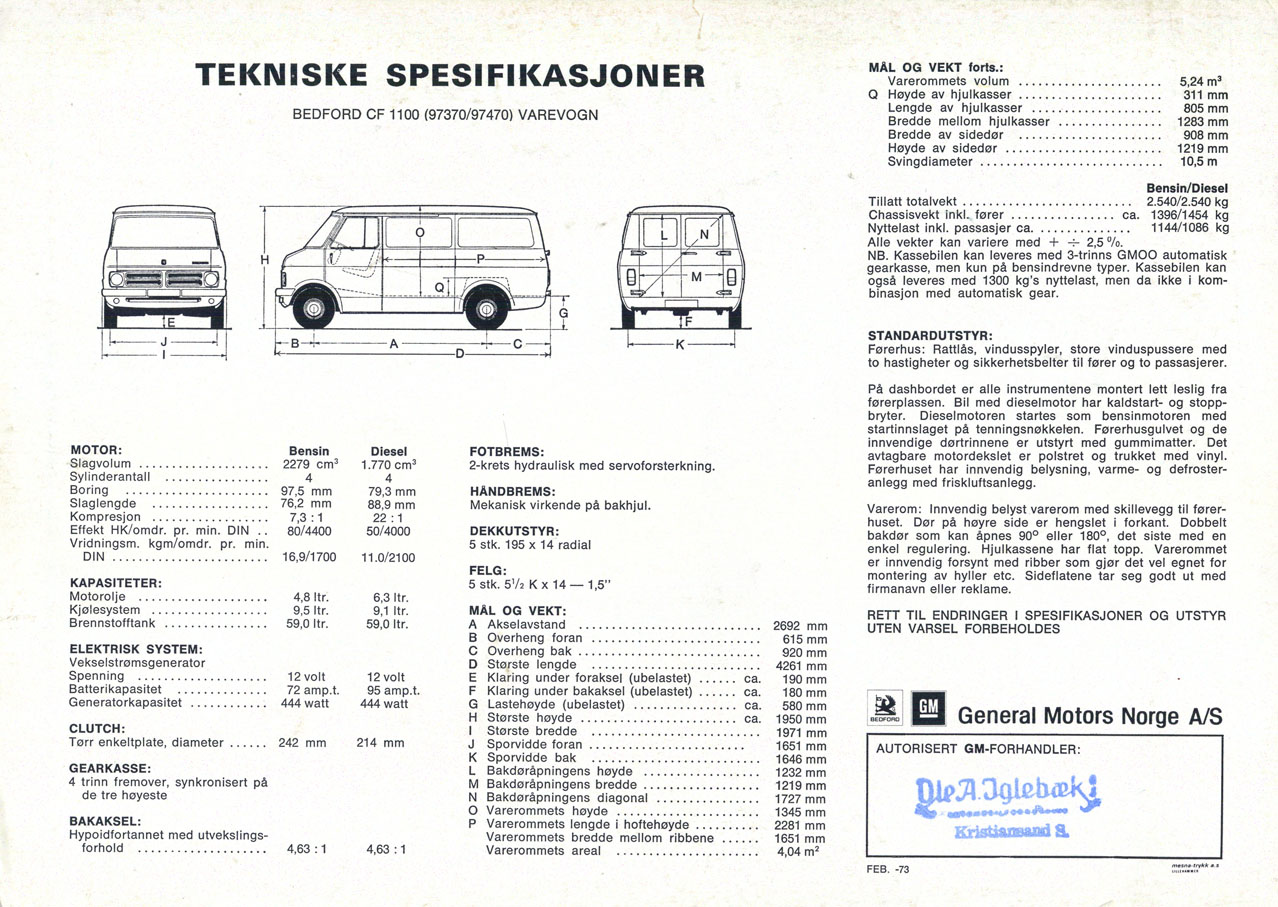 TEKNISKE SPESIFIKASJONER
BEDFORD CF 1100 (97370/97470) VAREVOGN
H
O
P
Q
G
L
N
M
E
J
I
B
A
C
D
F
K
MOTOR: Bensin Diesel
Slagvolum .................... 2279 cm³ 1.770 cm³
Sylinderantall ................ 4 4
Boring ...................... 97,5 mm 79,3 mm
Slaglengde .................... 76,2 mm 88,9 mm
Kompresjon .................. 7,3 : 1 22 : 1
Effekt HK/omdr. pr. min. DIN .. 80/4400 50/4000
Vridningsm. kgm/omdr. pr. min.
DIN ........................ 16,9/1700 11.0/2100
KAPASITETER:
Motorolje .................... 4,8 ltr. 6,3 ltr.
Kjølesystem .................. 9,5 ltr. 9,1 ltr.
Brennstofftank ................ 59,0 ltr. 59,0 ltr.
ELEKTRISK SYSTEM:
Vekselstrømsgenerator
Spenning .................... 12 volt 12 volt
Batterikapasitet .............. 72 amp.t. 95 amp.t.
Generatorkapasitet ............ 444 watt 444 watt
CLUTCH:
Tørr enkeltplate, diameter ...... 242 mm 214 mm
GEARKASSE:
4 trinn fremover, synkronisert på
de tre høyeste
BAKAKSEL:
Hypoidfortannet med utvekslings-
forhold .................... 4,63 : 1 4,63 : 1
FOTBREMS:
2-krets hydraulisk med servoforsterkning.
HÅNDBREMS:
Mekanisk virkende på bakhjul.
DEKKUTSTYR:
5 stk. 195 x 14 radial
FELG:
5 stk. 5¹/₂ K x 14 — 1,5"
MÅL OG VEKT:
A Akselavstand ............................ 2692 mm
B Overheng foran .......................... 615 mm
C Overheng bak ............................ 920 mm
D Største lengde .......................... 4261 mm
E Klaring under foraksel (ubelastet) ...... ca. 190 mm
F Klaring under bakaksel (ubelastet) ...... ca. 180 mm
G Lastehøyde (ubelastet) ................ ca. 580 mm
H Største høyde ........................ ca. 1950 mm
I Største bredde .......................... 1971 mm
J Sporvidde foran ........................ 1651 mm
K Sporvidde bak .......................... 1646 mm
L Bakdøråpningens høyde .................. 1232 mm
M Bakdøråpningens bredde .................. 1219 mm
N Bakdøråpningens diagonal ................ 1727 mm
O Varerommets høyde ...................... 1345 mm
P Varerommets lengde i hoftehøyde .......... 2281 mm
Varerommets bredde mellom ribbene ...... 1651 mm
Varerommets areal ...................... 4,04 m²
MÅL OG VEKT forts.:
Varerommets volum ...................... 5,24 m³
Q Høyde av hjulkasser ...................... 311 mm
Lengde av hjulkasser .................... 805 mm
Bredde mellom hjulkasser ................ 1283 mm
Bredde av sidedør ...................... 908 mm
Høyde av sidedør ........................ 1219 mm
Svingdiameter ............................ 10,5 m
Bensin/Diesel
Tillatt totalvekt .......................... 2.540/2.540 kg
Chassisvekt inkl. fører ................ ca. 1396/1454 kg
Nyttelast inkl. passasjer ca. .............. 1144/1086 kg
Alle vekter kan variere med + ÷ 2,5 %.
NB. Kassebilen kan leveres med 3-trinns GMOO automatisk
gearkasse, men kun på bensindrevne typer. Kassebilen kan
også leveres med 1300 kg's nyttelast, men da ikke i kom-
binasjon med automatisk gear.
STANDARDUTSTYR:
Førerhus: Rattlås, vindusspyler, store vinduspussere med
to hastigheter og sikkerhetsbelter til fører og to passasjerer.
På dashbordet er alle instrumentene montert lett leslig fra
førerplassen. Bil med dieselmotor har kaldstart- og stopp-
bryter. Dieselmotoren startes som bensinmotoren med
startinnslaget på tenningsnøkkelen. Førerhusgulvet og de
innvendige dørtrinnene er utstyrt med gummimatter. Det
avtagbare motordekslet er polstret og trukket med vinyl.
Førerhuset har innvendig belysning, varme- og defroster-
anlegg med friskluftsanlegg.
Varerom: Innvendig belyst varerom med skillevegg til fører-
huset. Dør på høyre side er hengslet i forkant. Dobbelt
bakdør som kan åpnes 90º eller 180º, det siste med en
enkel regulering. Hjulkassene har flat topp. Varerommet
er innvendig forsynt med ribber som gjør det vel egnet for
montering av hyller etc. Sideflatene tar seg godt ut med
firmanavn eller reklame.
RETT TIL ENDRINGER I SPESIFIKASJONER OG UTSTYR
UTEN VARSEL FORBEHOLDES
BEDFORD GM General Motors Norge A/S
AUTORISERT GM-FORHANDLER:
Ole A. Iglebæk
Kristiansand S.
FEB. -73
mesna-trykk a.s
LILLEHAMMER